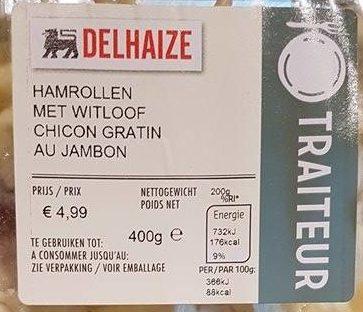 DELHAIZE
HAMROLLEN
MET WITLOOF
CHICON GRATIN
AU JAMBON
TRAITEUR
PRIJS / PRIX
€ 4,99
NETTOGEWICHT
POIDS NET
400g e
200g
%RI*
Energie
732kJ
176kcal
9%
PER/PAR 100g:
366kJ
88kcal
TE GEBRUIKEN TOT:
A CONSOMMER JUSQU'AU:
ZIE VERPAKKING / VOIR EMBALLAGE